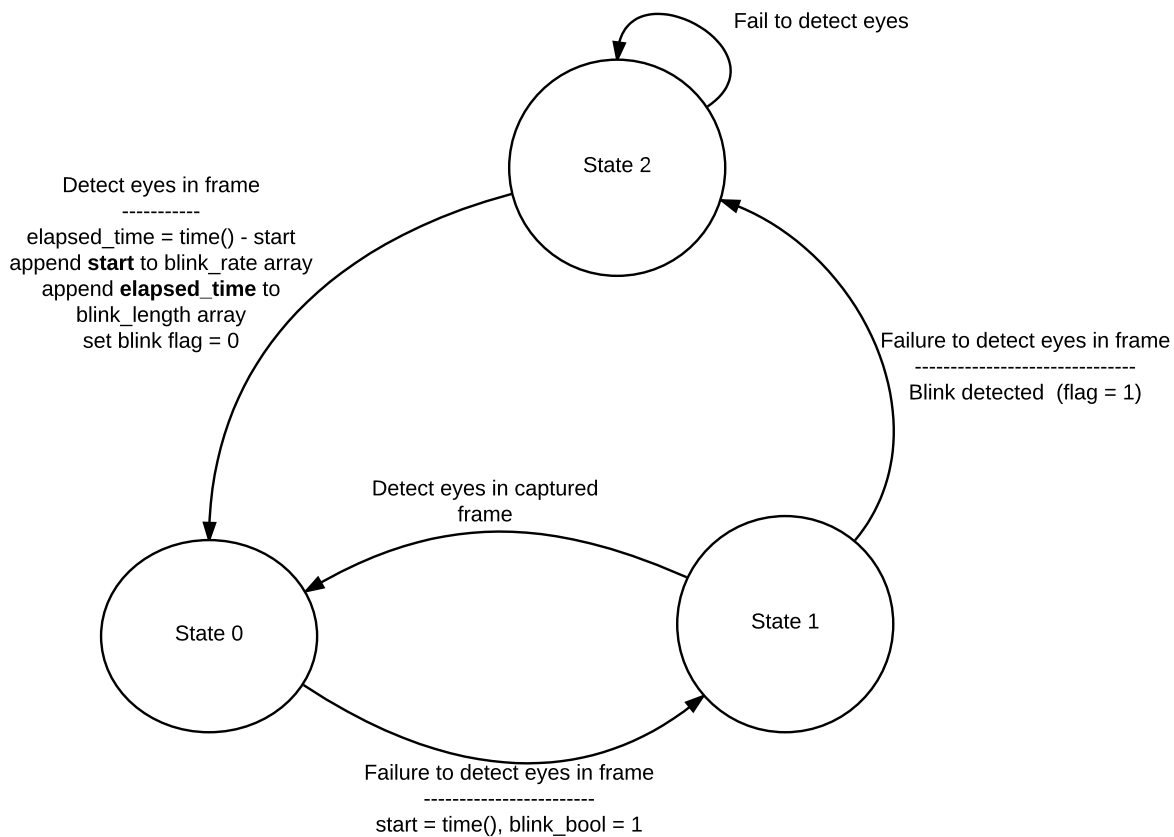 Fail to detect eyes
State 2
Detect eyes in frame
-----------
elapsed_time = time() - start
append start to blink_rate array
append elapsed_time to
blink_length array
set blink flag = 0
Failure to detect eyes in frame
-------------------------------
Blink detected  (flag = 1)
Detect eyes in captured
frame
State 0
State 1
Failure to detect eyes in frame
------------------------
start = time(), blink_bool = 1